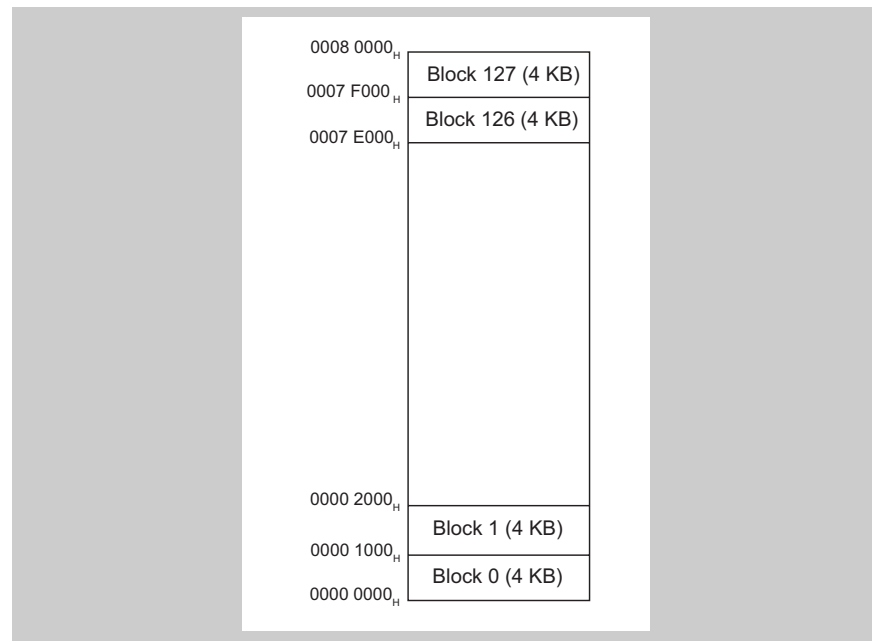 0008 0000H
Block 127 (4 KB)
0007 F000 H
Block 126 (4 KB)
0007 E000H
0000 2000H
Block 1 (4 KB)
0000 1000H
Block 0 (4 KB)
0000 0000H